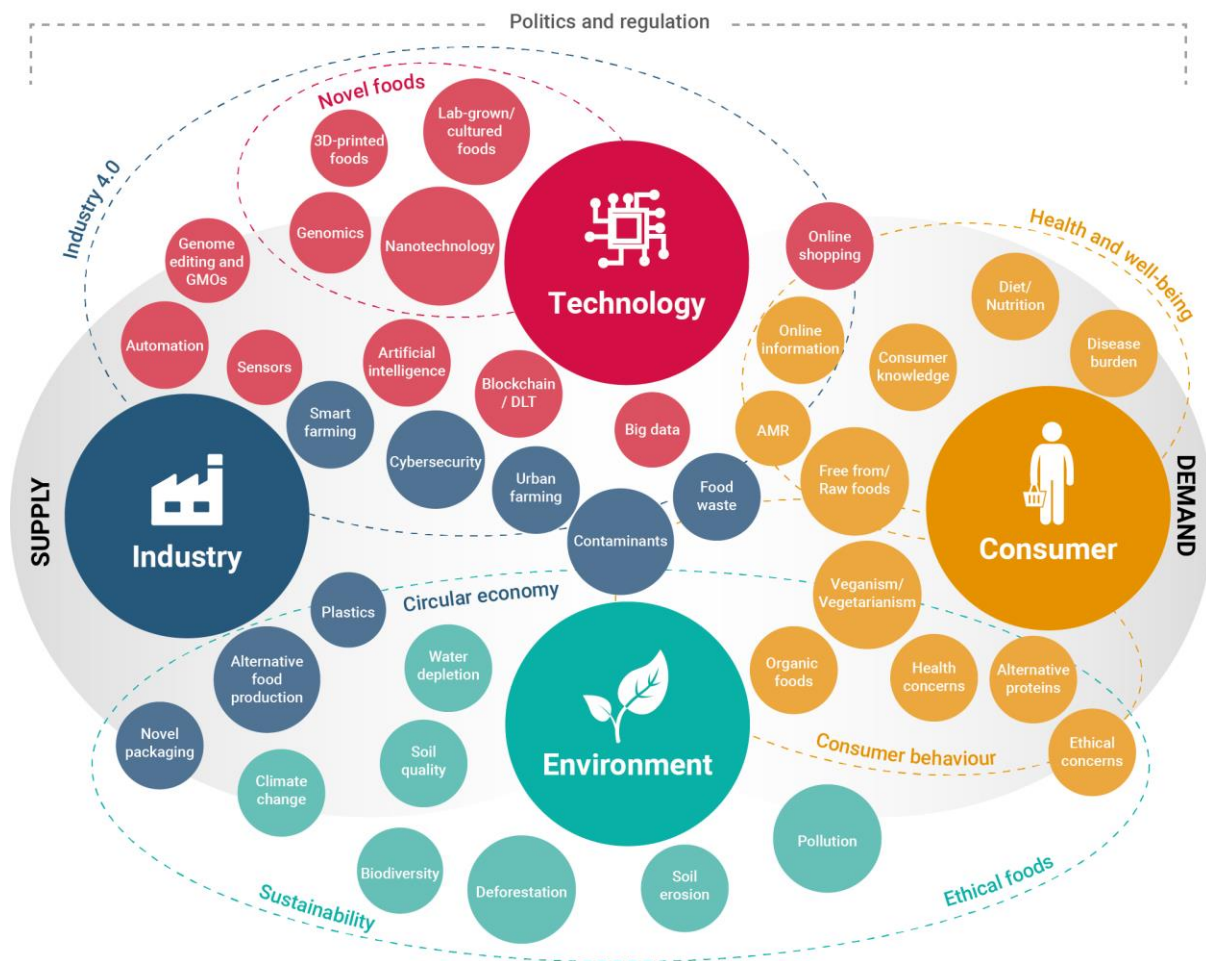 Politics and regulation
Novel foods
Lab-grown/
cultured
foods
3D-printed
foods
Industry 4.0
Genomics
Nanotechnology
Genome
editing and
GMOs
Technology
Online
shopping
Health and well-being
Diet/
Nutrition
Online
information
Consumer
knowledge
Disease
burden
Automation
Sensors
Artificial
intelligence
Blockchain
/ DLT
Smart
farming
Big data
AMR
Cybersecurity
Urban
farming
Food
waste
Free from/
Raw foods
SUPPLY
Industry
Contaminants
Consumer
DEMAND
Circular economy
Plastics
Veganism/
Vegetarianism
Alternative
food
production
Water
depletion
Organic
foods
Health
concerns
Alternative
proteins
Novel
packaging
Soil
quality
Environment
Consumer behaviour
Ethical
concerns
Climate
change
Pollution
Biodiversity
Deforestation
Soil
erosion
Sustainability
Ethical foods